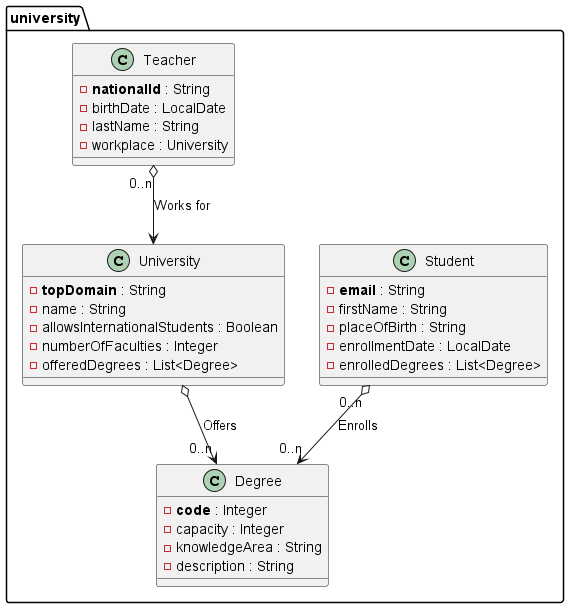 university
C Teacher
nationalId : String
birthDate : LocalDate
lastName : String
workplace : University
0..n
Works for
C University
topDomain : String
name : String
allowsInternationalStudents : Boolean
numberOfFaculties : Integer
offeredDegrees : List<Degree>
C Student
email : String
firstName : String
placeOfBirth : String
enrollmentDate : LocalDate
enrolledDegrees : List<Degree>
0..n
Offers
Enrolls
0..n
0..n
C Degree
code : Integer
capacity : Integer
knowledgeArea : String
description : String